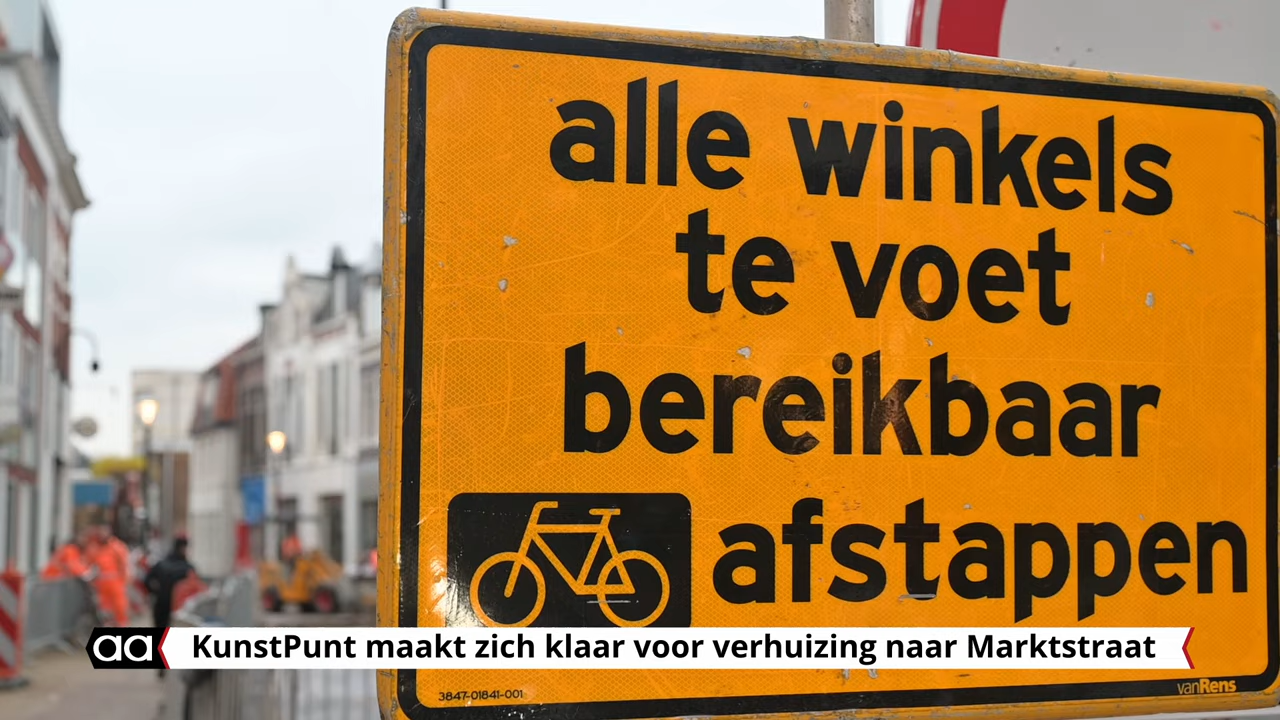 alle winkels
te voet
bereikbaar
afstappen
aa KunstPunt maakt zich klaar voor verhuizing naar Marktstraat
3847-01841-001
vanRens